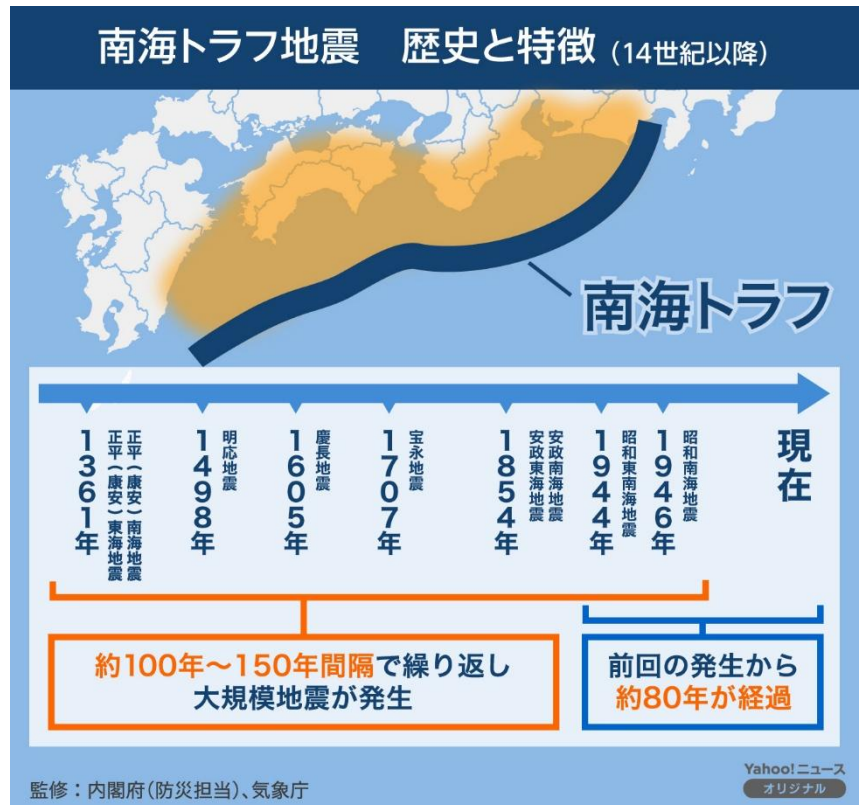 南海トラフ地震　歴史と特徴（14世紀以降）
南海トラフ
1361年
正平（康安）東海地震
正平（康安）南海地震
1498年
明応地震
1605年
慶長地震
1707年
宝永地震
1854年
安政東海地震
安政南海地震
1944年
昭和東南海地震
1946年
昭和南海地震
現在
約100年～150年間隔で繰り返し
大規模地震が発生
前回の発生から
約80年が経過
監修：内閣府（防災担当）、気象庁
Yahoo!ニュース
オリジナル